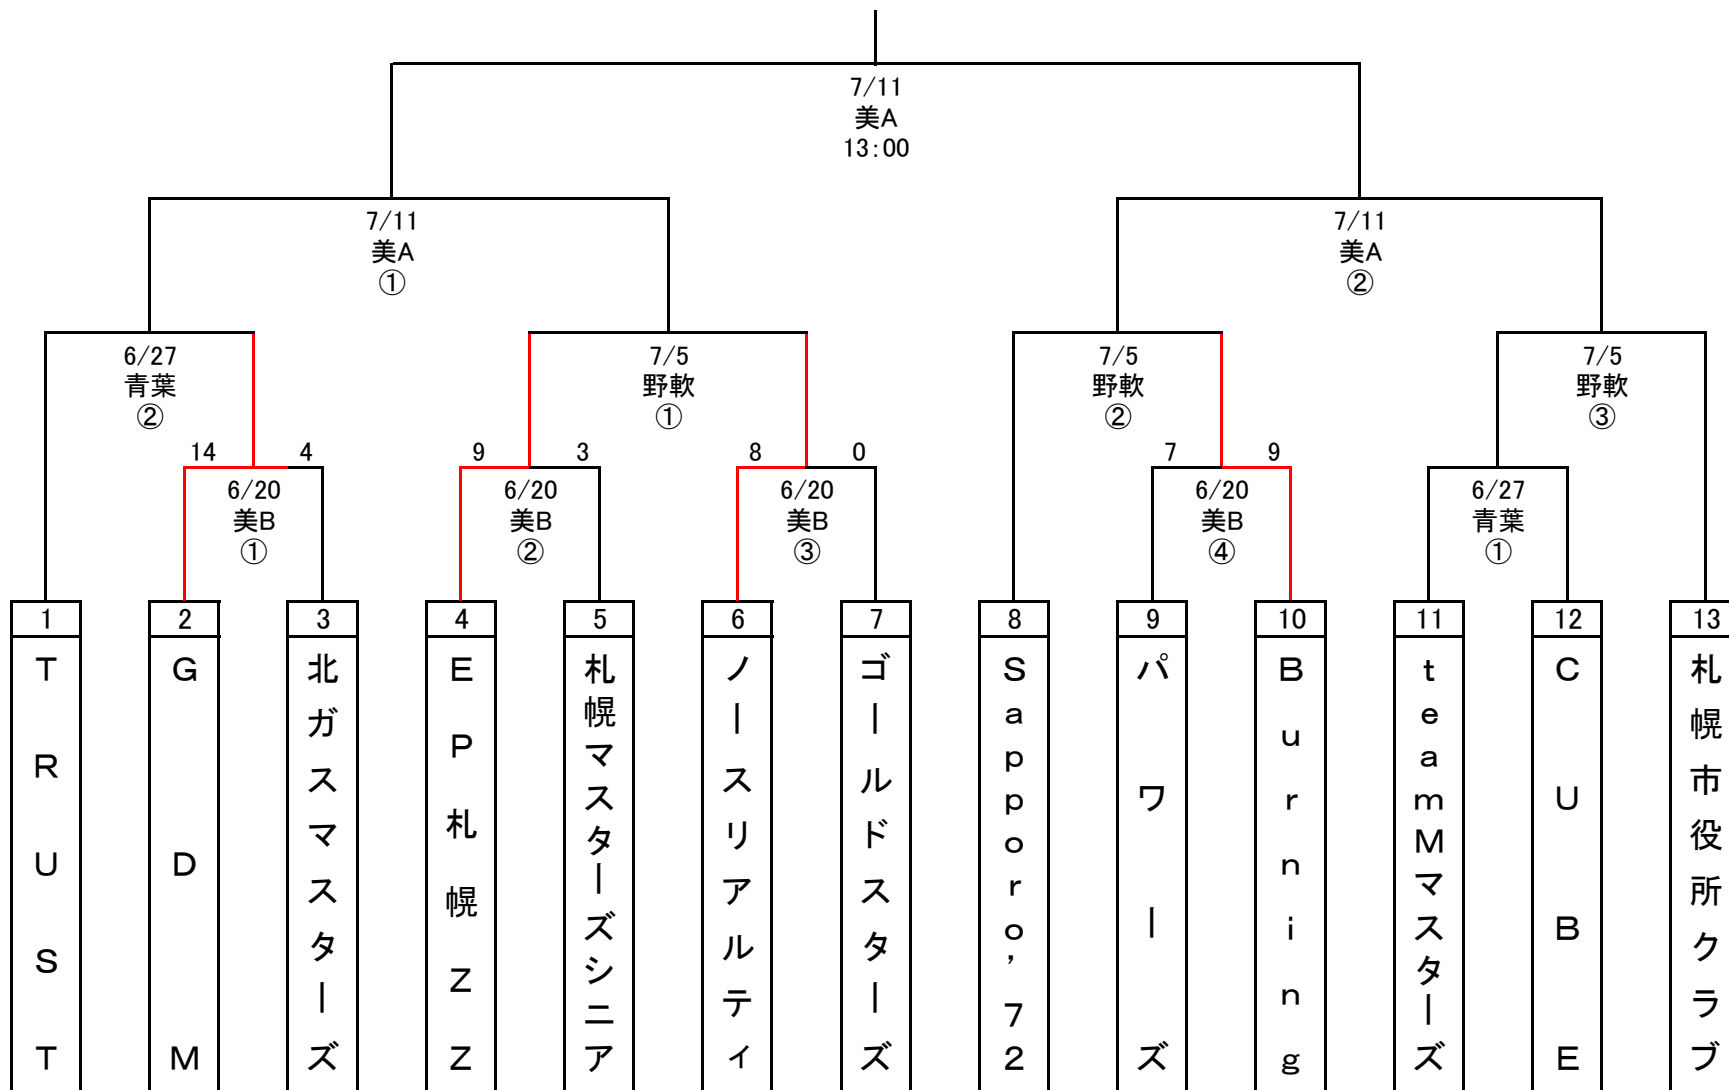 7/11
美A
13:00
7/11
美A
①
7/11
美A
②
6/27
青葉
②
7/5
野軟
①
7/5
野軟
②
7/5
野軟
③
14 4
9 3
8 0
7 9
6/20
美B
①
6/20
美B
②
6/20
美B
③
6/20
美B
④
6/27
青葉
①
1
TRUST
2
GDM
3
北ガスマスターズ
4
EP札幌ZZ
5
札幌マスターズシニア
6
ノースリアルティ
7
ゴールドスターズ
8
Sapporo’72
9
パワーズ
10
Burning
11
teamMマスターズ
12
CUBE
13
札幌市役所クラブ